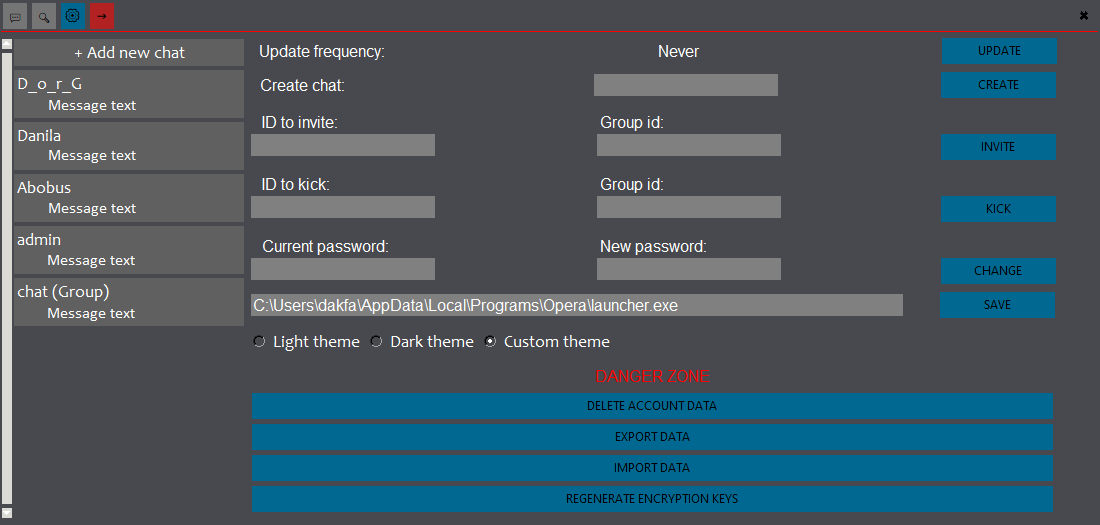 + Add new chat
D_o_r_G
Message text
Danila
Message text
Abobus
Message text
admin
Message text
chat (Group)
Message text
Update frequency: Never UPDATE
Create chat: CREATE
ID to invite: Group id:
INVITE
ID to kick: Group id:
KICK
Current password: New password:
CHANGE
C:\Users\dakfa\AppData\Local\Programs\Opera\launcher.exe SAVE
Light theme Dark theme Custom theme
DANGER ZONE
DELETE ACCOUNT DATA
EXPORT DATA
IMPORT DATA
REGENERATE ENCRYPTION KEYS